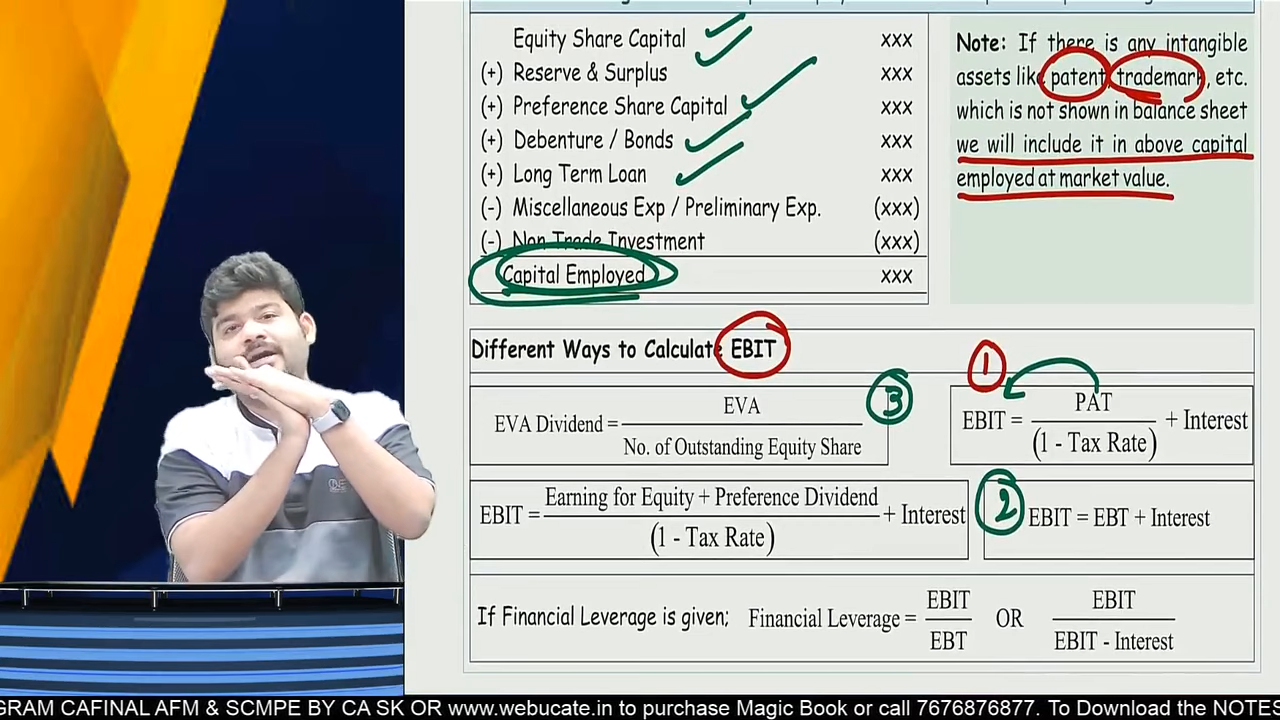 Equity Share Capital xxx
(+) Reserve & Surplus xxx
(+) Preference Share Capital xxx
(+) Debenture / Bonds xxx
(+) Long Term Loan xxx
(-) Miscellaneous Exp / Preliminary Exp. (xxx)
(-) Non Trade Investment (xxx)
Capital Employed xxx
Note: If there is any intangible
assets like patent, trademark, etc.
which is not shown in balance sheet
we will include it in above capital
employed at market value.
Different Ways to Calculate EBIT
EVA Dividend = EVA / No. of Outstanding Equity Share
3
1
EBIT = PAT / (1 - Tax Rate) + Interest
EBIT = Earning for Equity + Preference Dividend / (1 - Tax Rate) + Interest
2
EBIT = EBT + Interest
If Financial Leverage is given; Financial Leverage = EBIT / EBT OR EBIT / EBIT - Interest
GRAM CAFINAL AFM & SCMPE BY CA SK OR www.webucate.in to purchase Magic Book or call 7676876877. To Download the NOTES